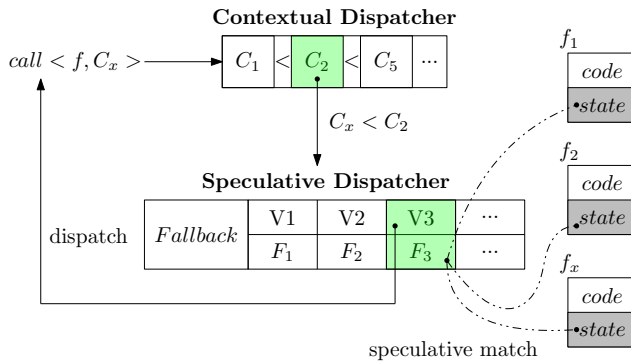 Contextual Dispatcher
call < f, Cₓ >
C₁ < C₂ < C₅ ...
Cₓ < C₂
Speculative Dispatcher
dispatch
Fallback
V1 V2 V3 ...
F₁ F₂ F₃ ...
speculative match
f₁
code
state
f₂
code
state
fₓ
code
state